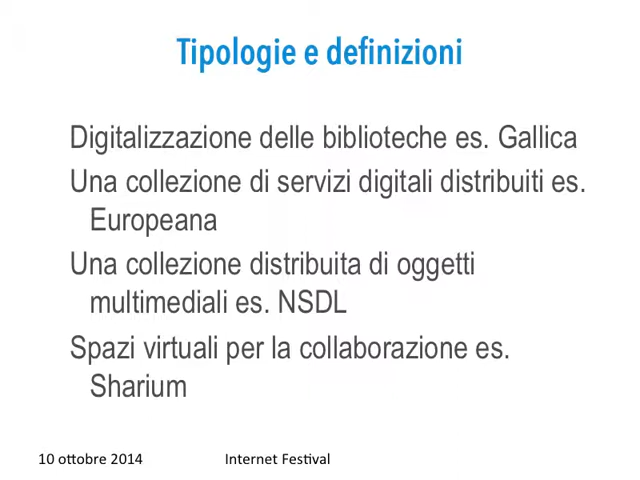 Tipologie e definizioni
Digitalizzazione delle biblioteche es. Gallica
Una collezione di servizi digitali distribuiti es.
Europeana
Una collezione distribuita di oggetti
multimediali es. NSDL
Spazi virtuali per la collaborazione es.
Sharium
10 ottobre 2014 Internet Festival